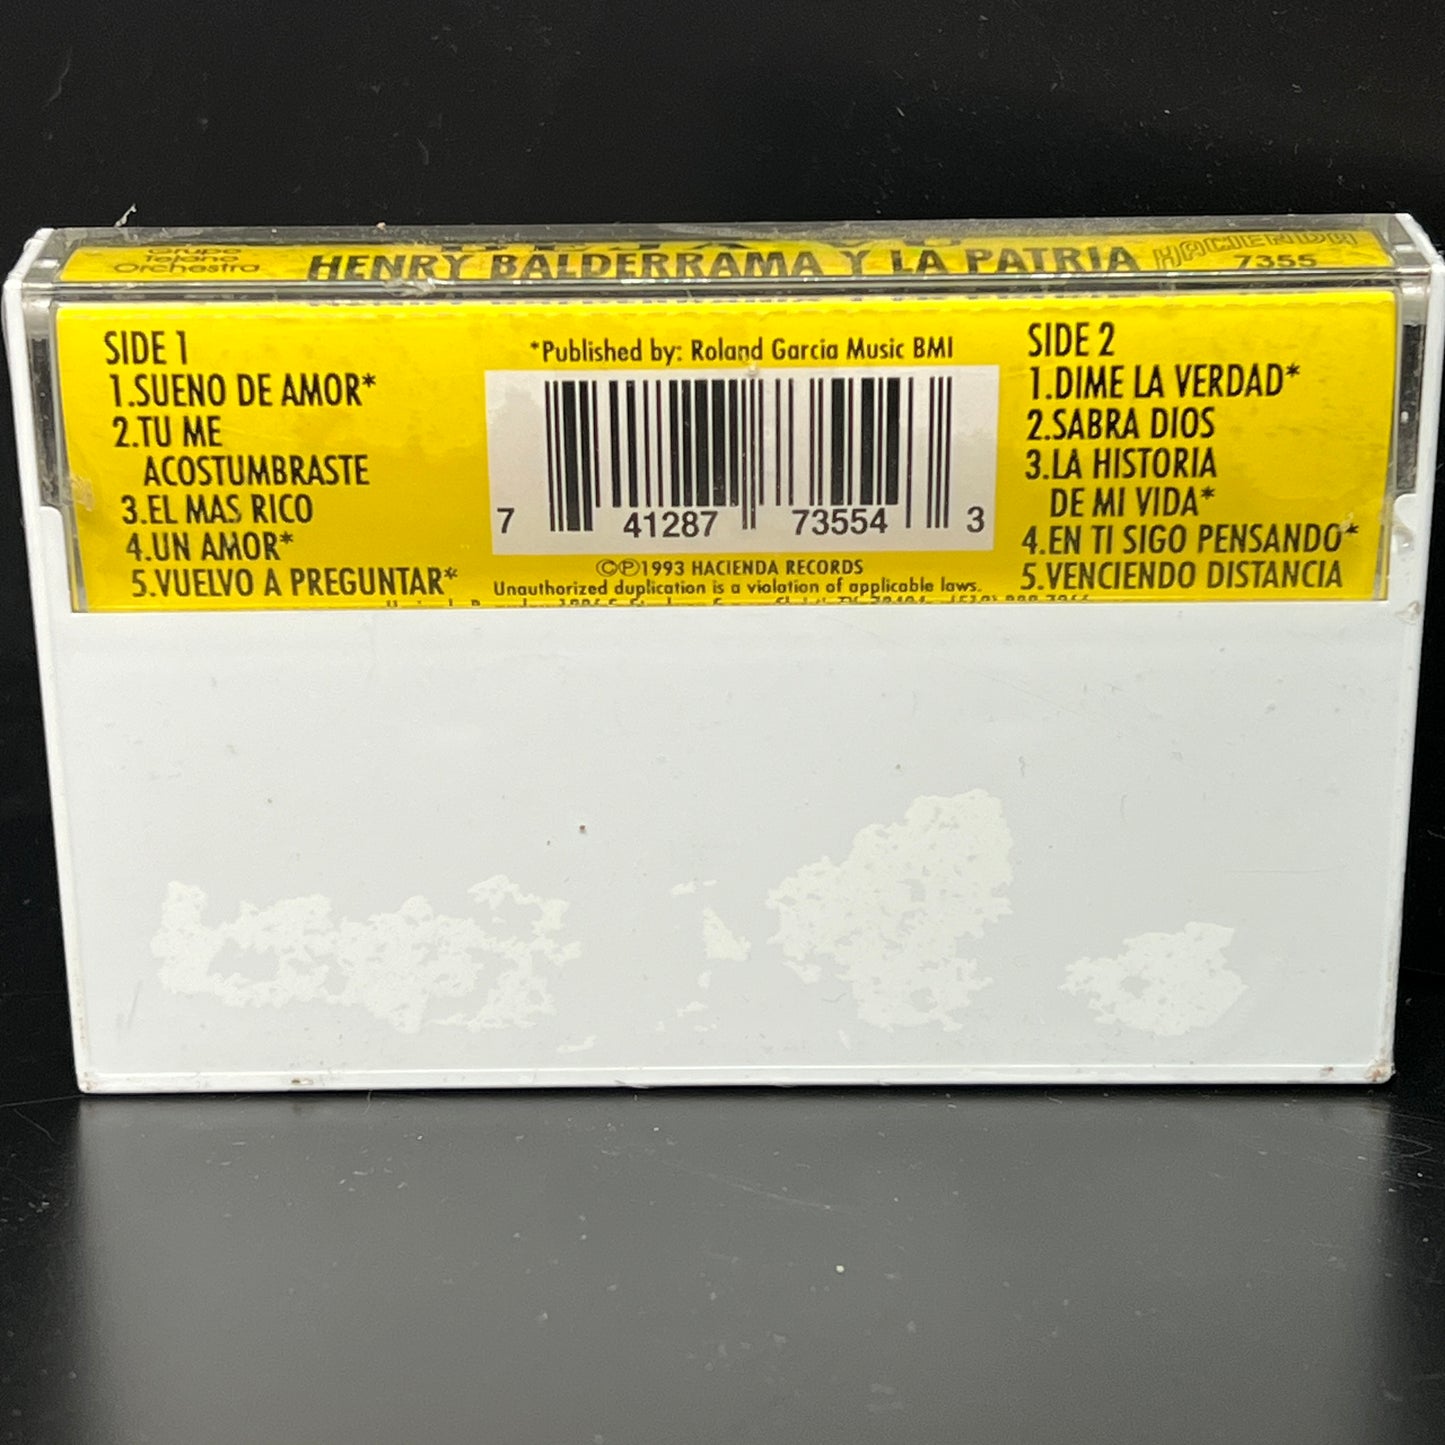 Grupo
Tejano
Orchestra
HENRY BALDERRAMA Y LA PATRIA
HACIENDA
7355
SIDE 1
1.SUENO DE AMOR*
2.TU ME
ACOSTUMBRASTE
3.EL MAS RICO
4.UN AMOR*
5.VUELVO A PREGUNTAR*
*Published by: Roland Garcia Music BMI
7 41287 73554 3
©℗1993 HACIENDA RECORDS
Unauthorized duplication is a violation of applicable laws.
SIDE 2
1.DIME LA VERDAD*
2.SABRA DIOS
3.LA HISTORIA
DE MI VIDA*
4.EN TI SIGO PENSANDO*
5.VENCIENDO DISTANCIA